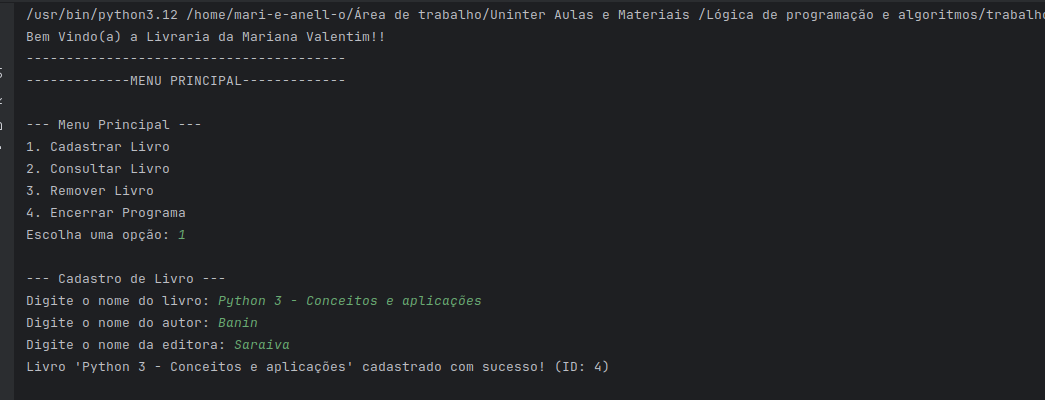 /usr/bin/python3.12 /home/mari-e-anell-o/Área de trabalho/Uninter Aulas e Materiais /Lógica de programação e algoritmos/trabalho
Bem Vindo(a) a Livraria da Mariana Valentim!!
----------------------------------------
-------------MENU PRINCIPAL-------------
--- Menu Principal ---
1. Cadastrar Livro
2. Consultar Livro
3. Remover Livro
4. Encerrar Programa
Escolha uma opção: 1
--- Cadastro de Livro ---
Digite o nome do livro: Python 3 - Conceitos e aplicações
Digite o nome do autor: Banin
Digite o nome da editora: Saraiva
Livro 'Python 3 - Conceitos e aplicações' cadastrado com sucesso! (ID: 4)